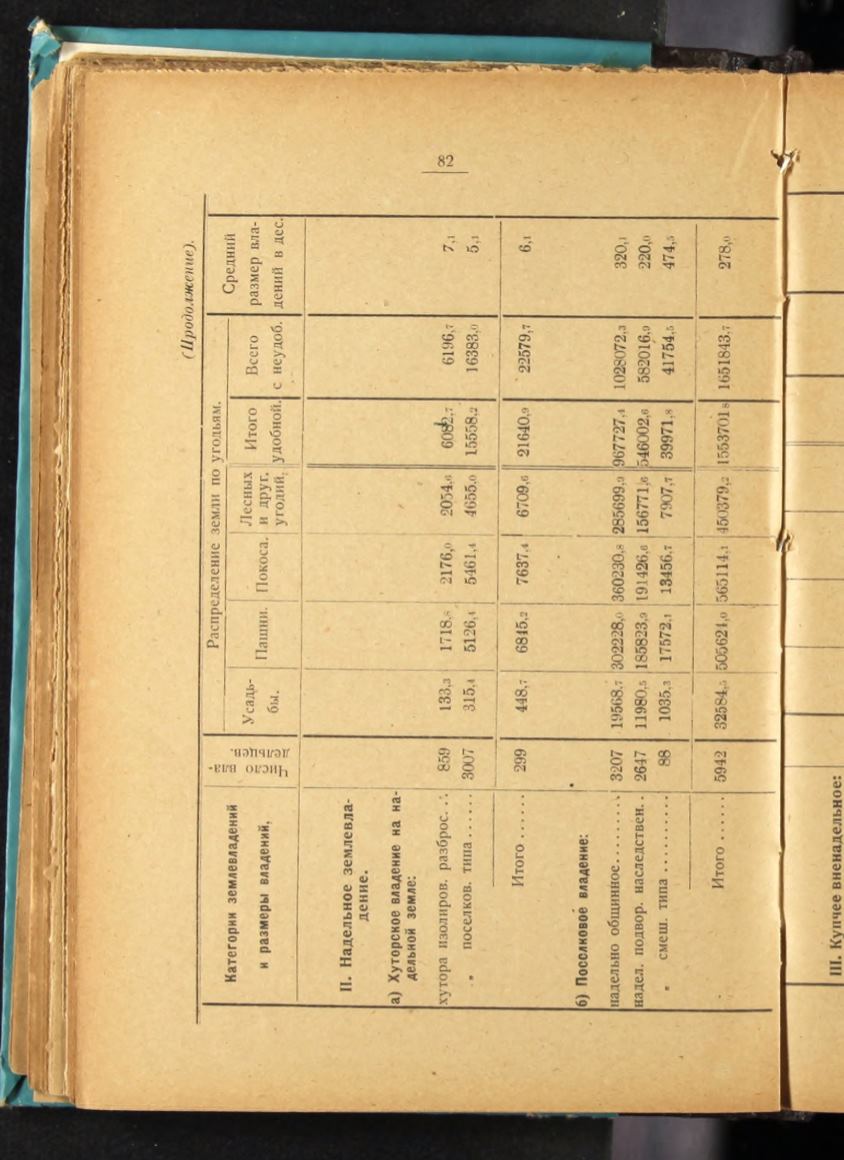 82
(Продолжение).
Категории землевладений и размеры владений, | Число вла- дельцев. | Распределение земли по угодьям. | Средний размер вла- дений в дес.
Усадь- бы. | Пашни. | Покоса. | Лесных и друг. угодий, | Итого удобной. | Всего с неудоб.
II. Надельное землевла-
дение.
а) Хуторское владение на на-
дельной земле:
хутора изолиров. разброс. . . 859 133,3 1718,8 2176,0 2054,6 6082,7 6196,7 7,1
„ поселков. типа . . . . . . 3007 315,4 5126,4 5461,4 4655,0 15558,2 16383,0 5,1
Итого . . . . . . 299 448,7 6845,2 7637,4 6709,6 21640,9 22579,7 6,1
б) Поселковое владение:
надельно общинное . . . . . . . . . 3207 19568,7 302228,0 360230,8 285699,9 967727,4 1028072,3 320,1
надел. подвор. наследствен. . 2647 11980,5 185823,9 191426,6 156771,6 546002,6 582016,9 220,0
„ смеш. типа . . . . . . . . . . 88 1035,3 17572,1 13456,7 7907,7 39971,8 41754,5 474,5
Итого . . . . . . 5942 32584,5 505624,0 565114,1 450379,2 1553701 8 1651843,7 278,0
III. Купчее вненадельное: